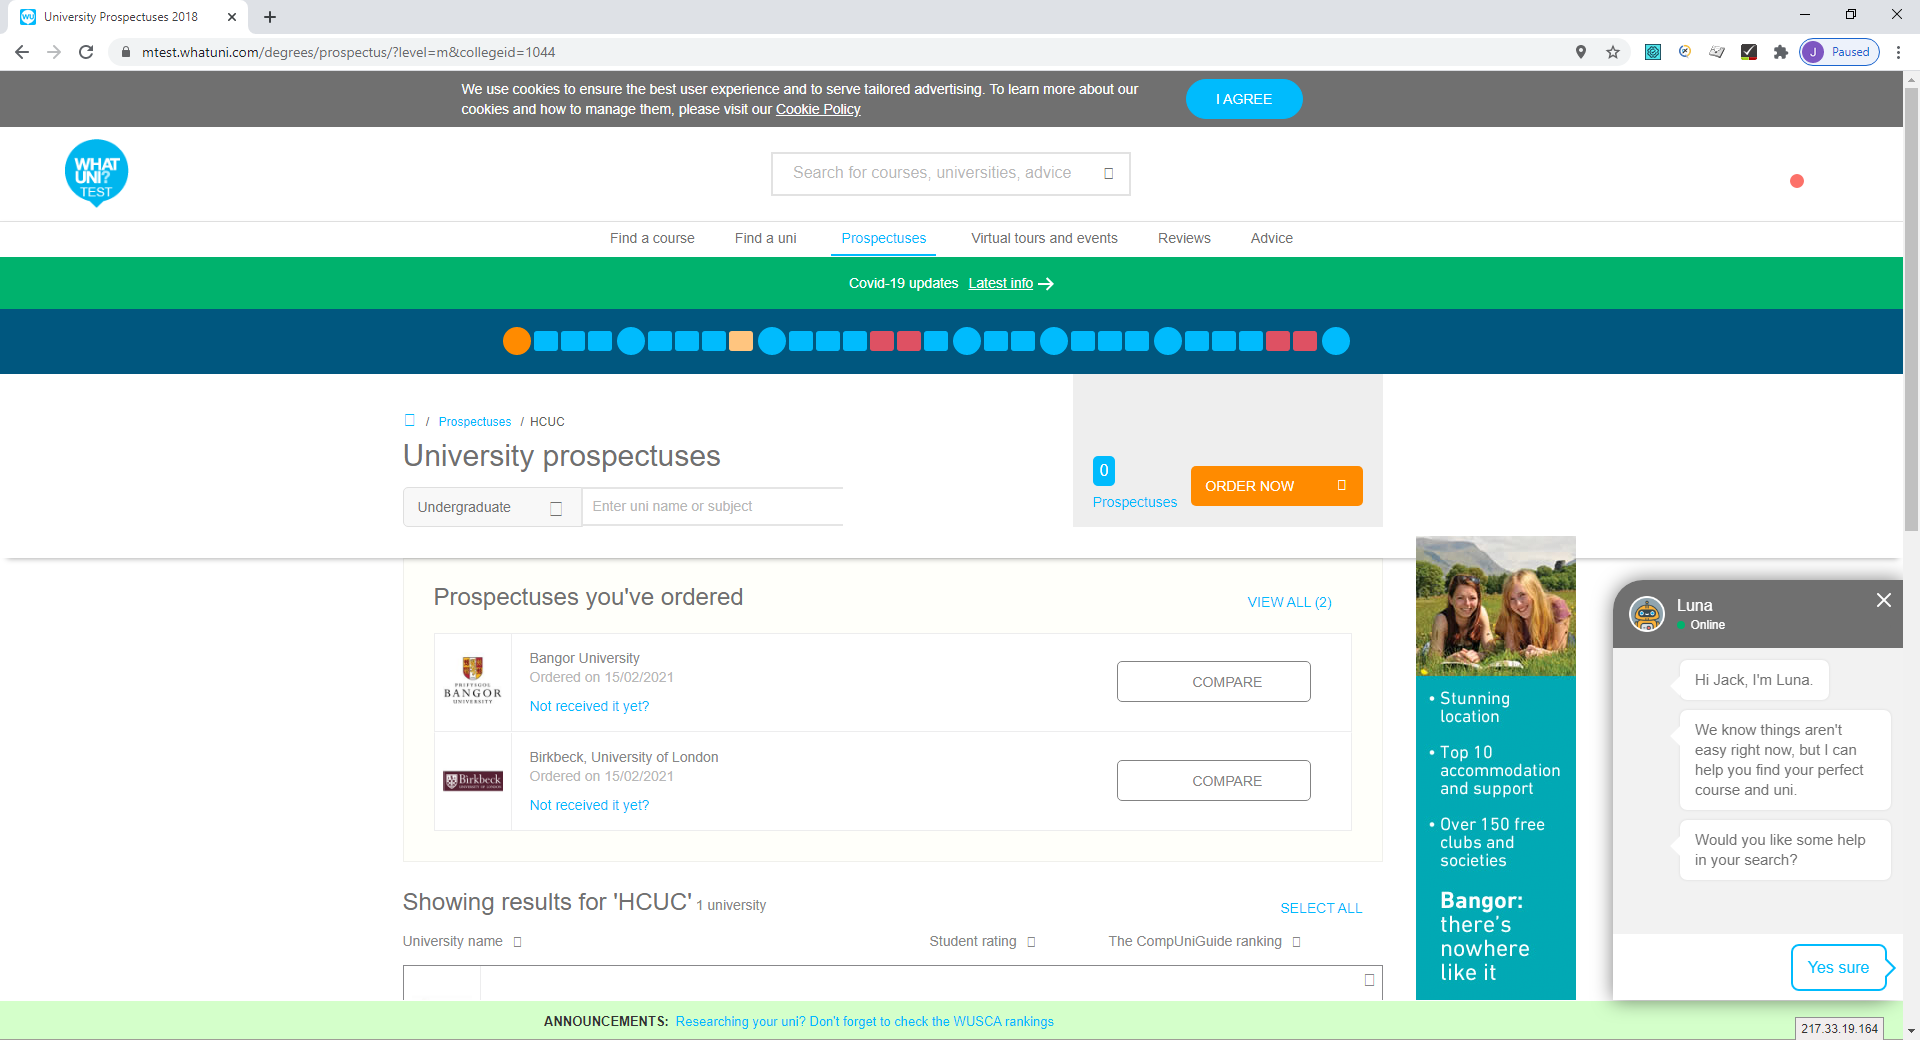 University Prospectuses 2018
mtest.whatuni.com/degrees/prospectus/?level=m&collegeid=1044
J Paused
We use cookies to ensure the best user experience and to serve tailored advertising. To learn more about our
cookies and how to manage them, please visit our Cookie Policy
I AGREE
WHAT
UNI?
TEST
Search for courses, universities, advice
Find a course
Find a uni
Prospectuses
Virtual tours and events
Reviews
Advice
Covid-19 updates Latest info
/ Prospectuses / HCUC
University prospectuses
Undergraduate
Enter uni name or subject
0
Prospectuses
ORDER NOW
Prospectuses you've ordered
VIEW ALL (2)
PRIFYSGOL
BANGOR
UNIVERSITY
Bangor University
Ordered on 15/02/2021
Not received it yet?
COMPARE
Birkbeck
UNIVERSITY OF LONDON
Birkbeck, University of London
Ordered on 15/02/2021
Not received it yet?
COMPARE
Showing results for 'HCUC' 1 university
SELECT ALL
University name
Student rating
The CompUniGuide ranking
• Stunning
location
• Top 10
accommodation
and support
• Over 150 free
clubs and
societies
Bangor:
there's
nowhere
like it
Luna
Online
Hi Jack, I'm Luna.
We know things aren't
easy right now, but I can
help you find your perfect
course and uni.
Would you like some help
in your search?
Yes sure
ANNOUNCEMENTS: Researching your uni? Don't forget to check the WUSCA rankings
217.33.19.164